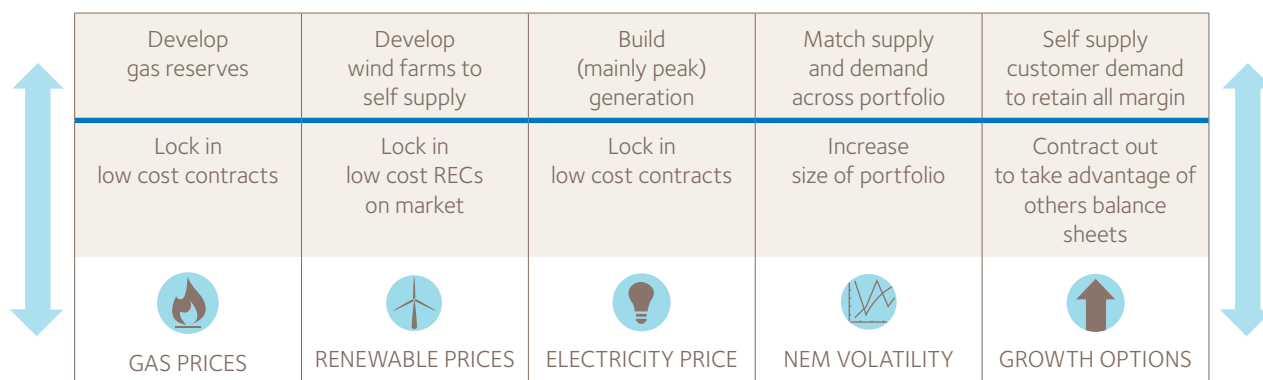 Develop
gas reserves
Develop
wind farms to
self supply
Build
(mainly peak)
generation
Match supply
and demand
across portfolio
Self supply
customer demand
to retain all margin
Lock in
low cost contracts
Lock in
low cost RECs
on market
Lock in
low cost contracts
Increase
size of portfolio
Contract out
to take advantage of
others balance
sheets
GAS PRICES
RENEWABLE PRICES
ELECTRICITY PRICE
NEM VOLATILITY
GROWTH OPTIONS